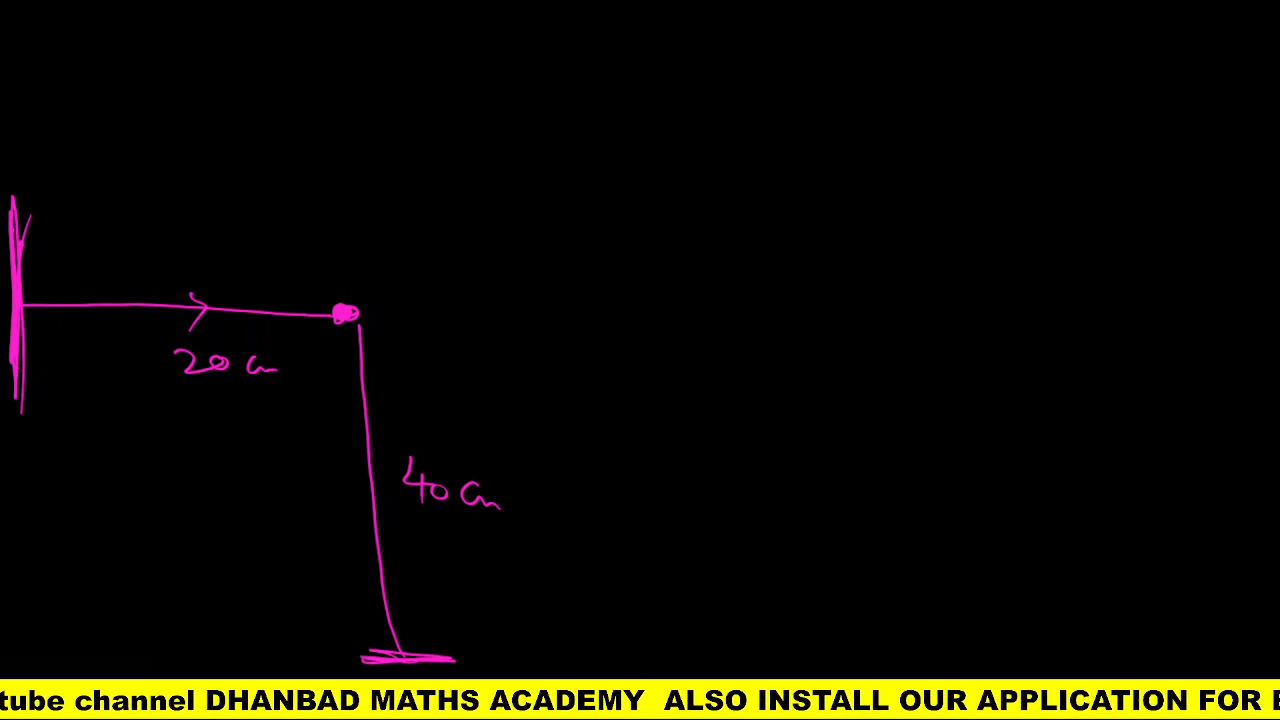 20 cm
40 cm
tube channel DHANBAD MATHS ACADEMY ALSO INSTALL OUR APPLICATION FOR